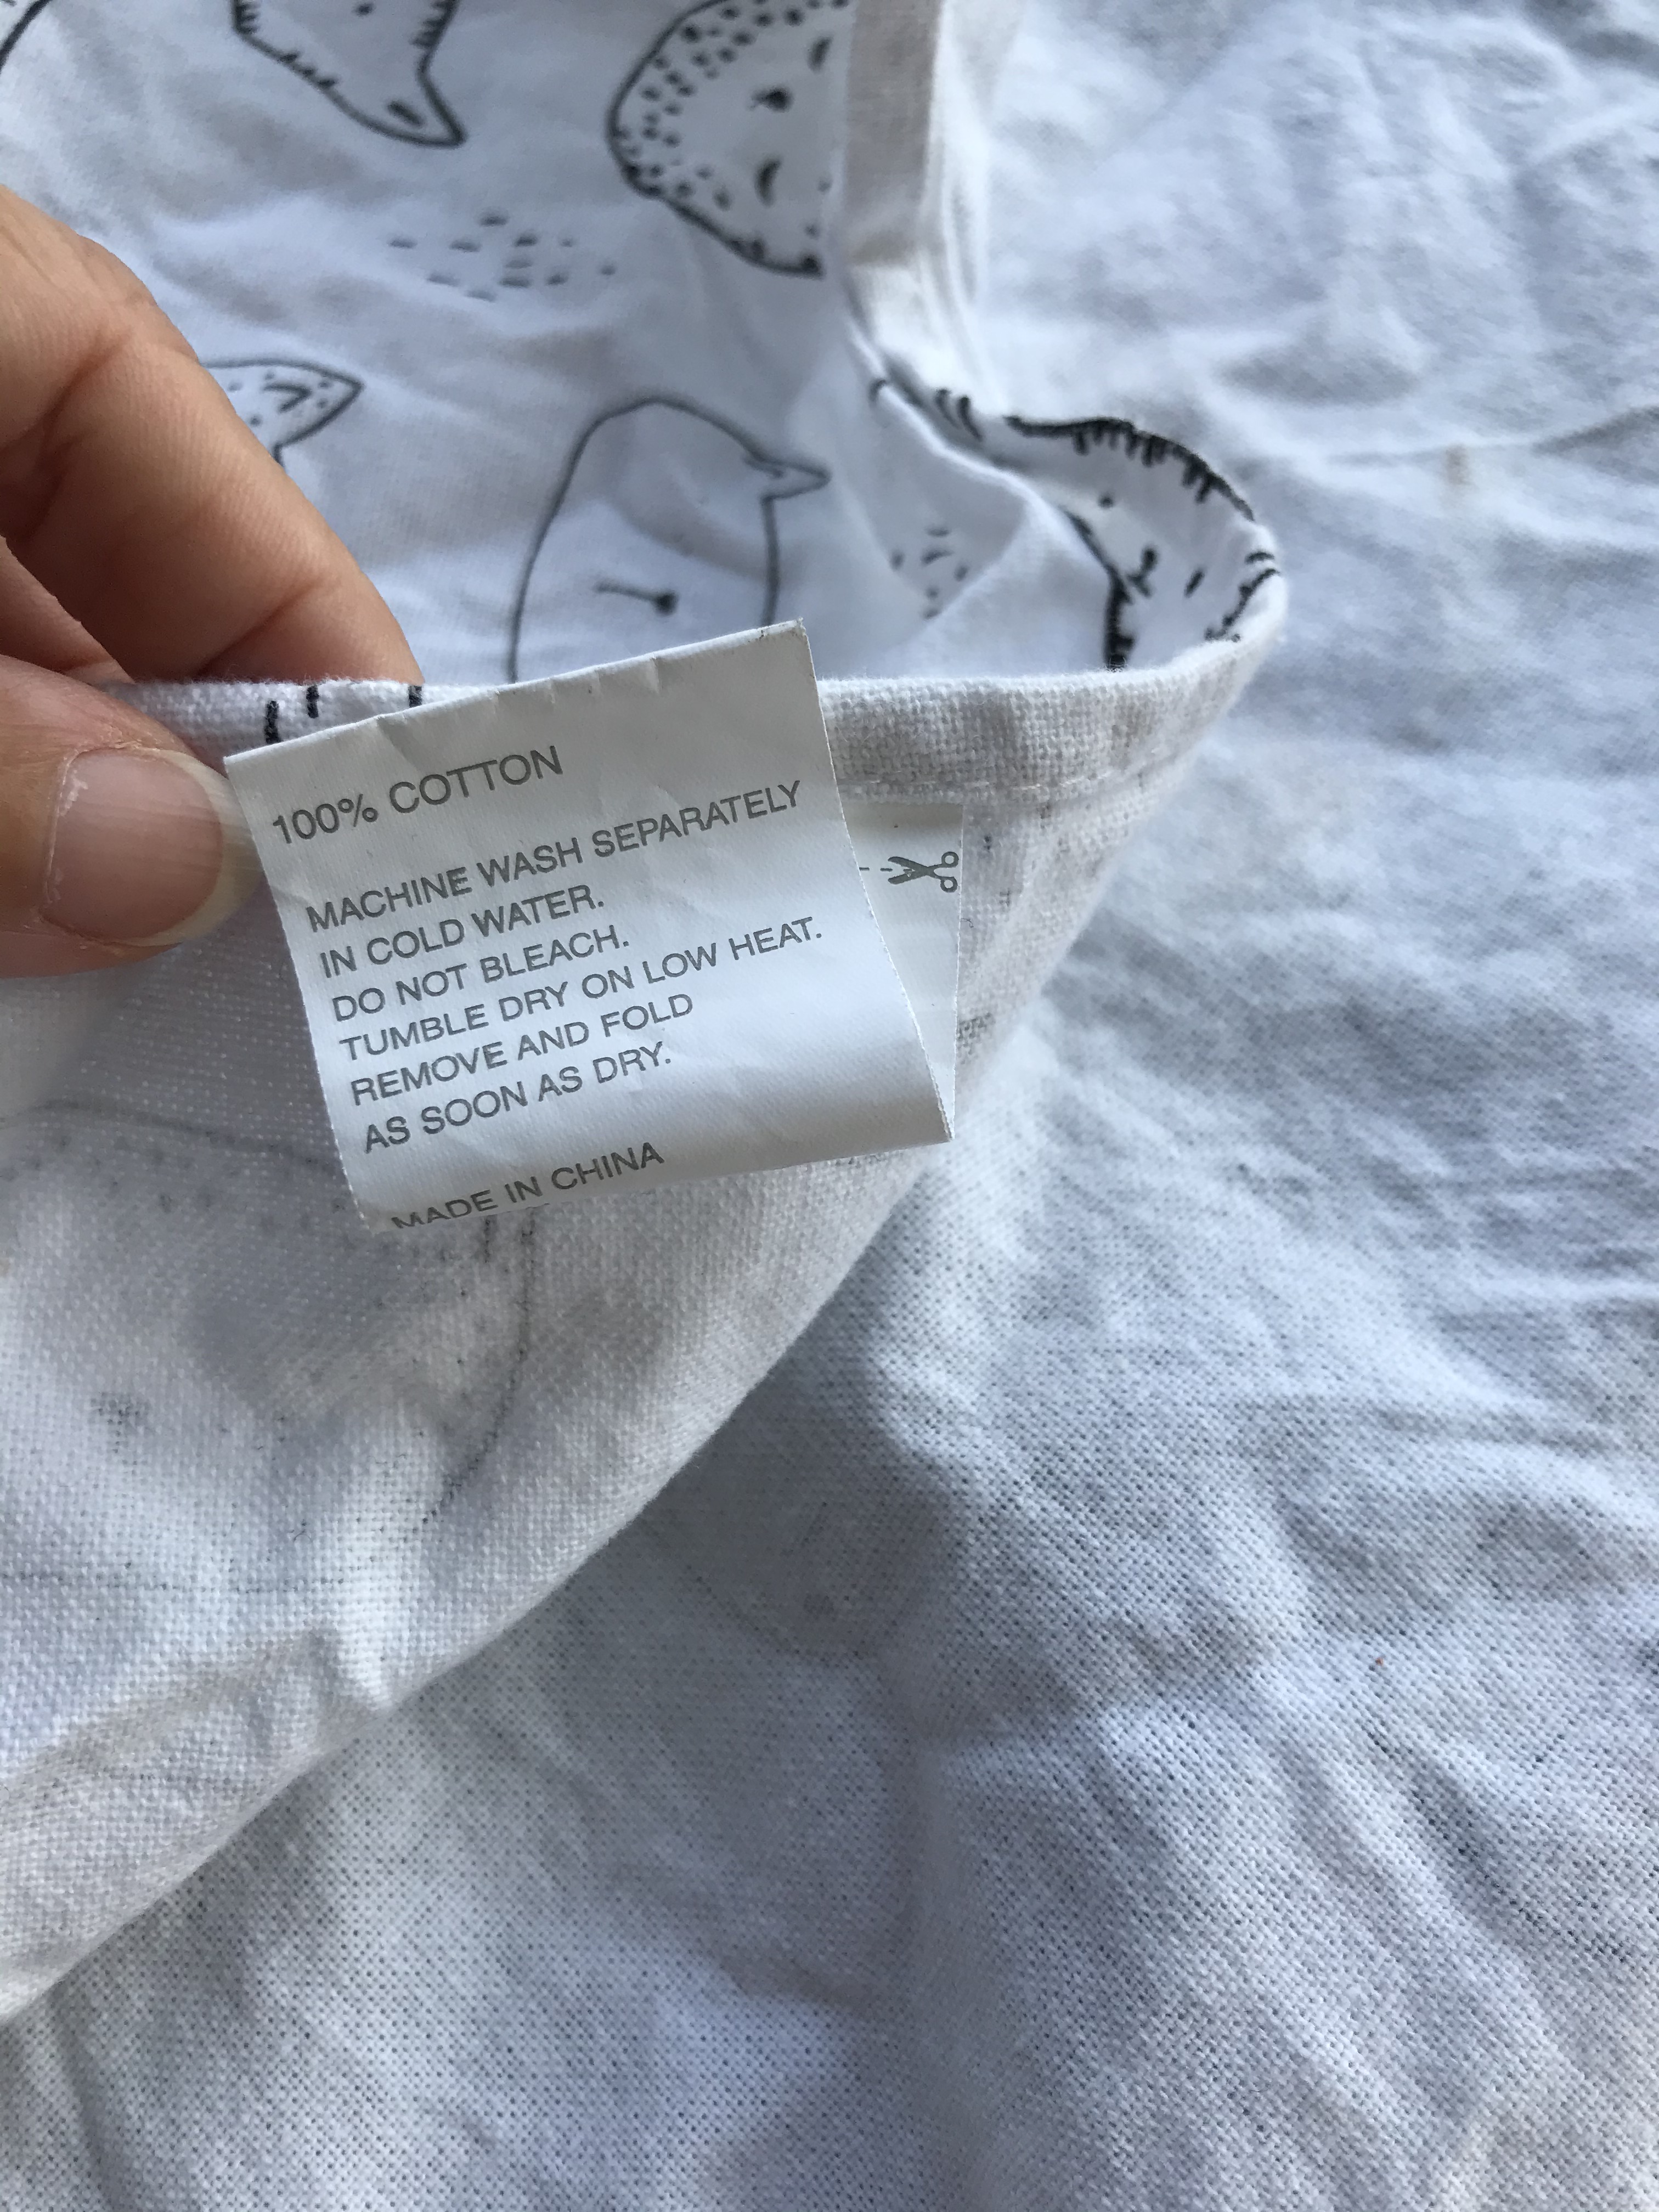 100% COTTON
MACHINE WASH SEPARATELY
IN COLD WATER.
DO NOT BLEACH.
TUMBLE DRY ON LOW HEAT.
REMOVE AND FOLD
AS SOON AS DRY.
MADE IN CHINA